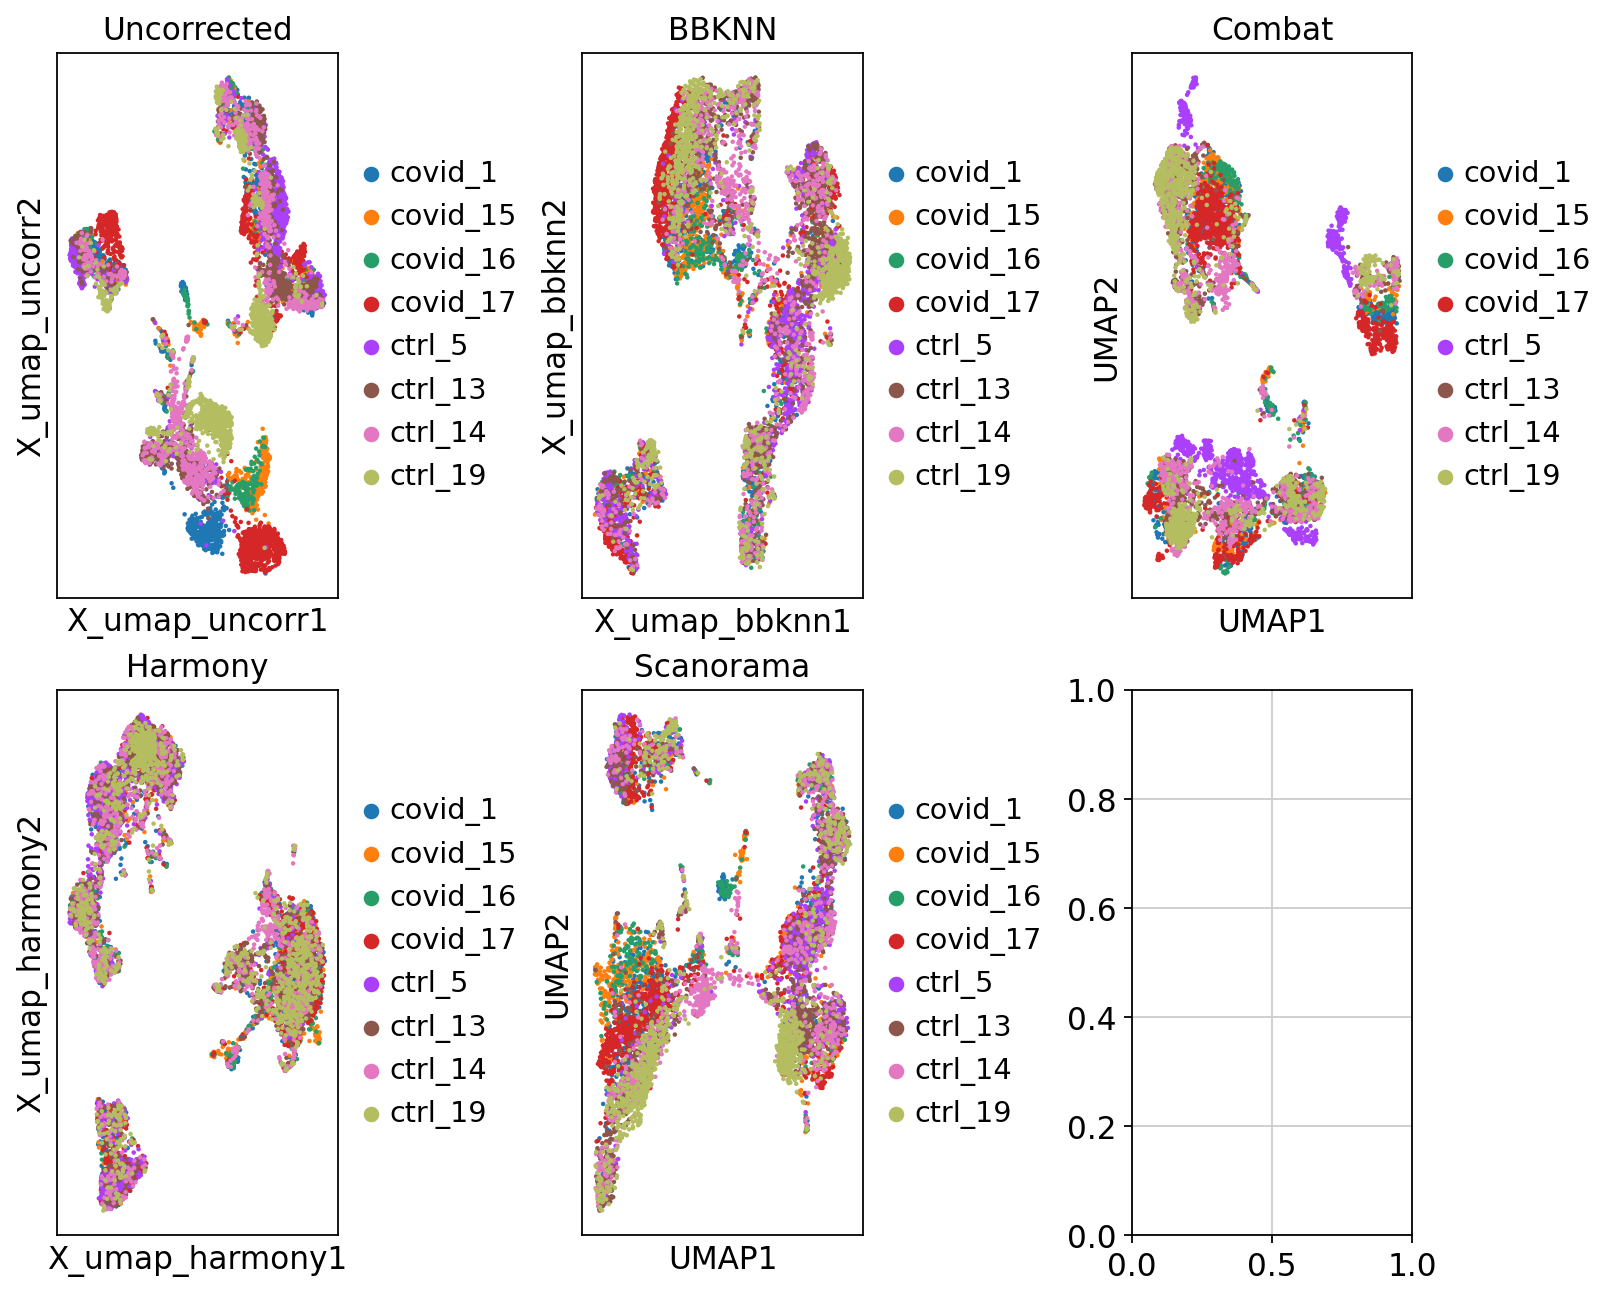 Uncorrected
X_umap_uncorr2
X_umap_uncorr1
covid_1
covid_15
covid_16
covid_17
ctrl_5
ctrl_13
ctrl_14
ctrl_19
BBKNN
X_umap_bbknn2
X_umap_bbknn1
covid_1
covid_15
covid_16
covid_17
ctrl_5
ctrl_13
ctrl_14
ctrl_19
Combat
UMAP2
UMAP1
covid_1
covid_15
covid_16
covid_17
ctrl_5
ctrl_13
ctrl_14
ctrl_19
Harmony
X_umap_harmony2
X_umap_harmony1
covid_1
covid_15
covid_16
covid_17
ctrl_5
ctrl_13
ctrl_14
ctrl_19
Scanorama
UMAP2
UMAP1
covid_1
covid_15
covid_16
covid_17
ctrl_5
ctrl_13
ctrl_14
ctrl_19
1.0
0.8
0.6
0.4
0.2
0.0
0.0 0.5 1.0